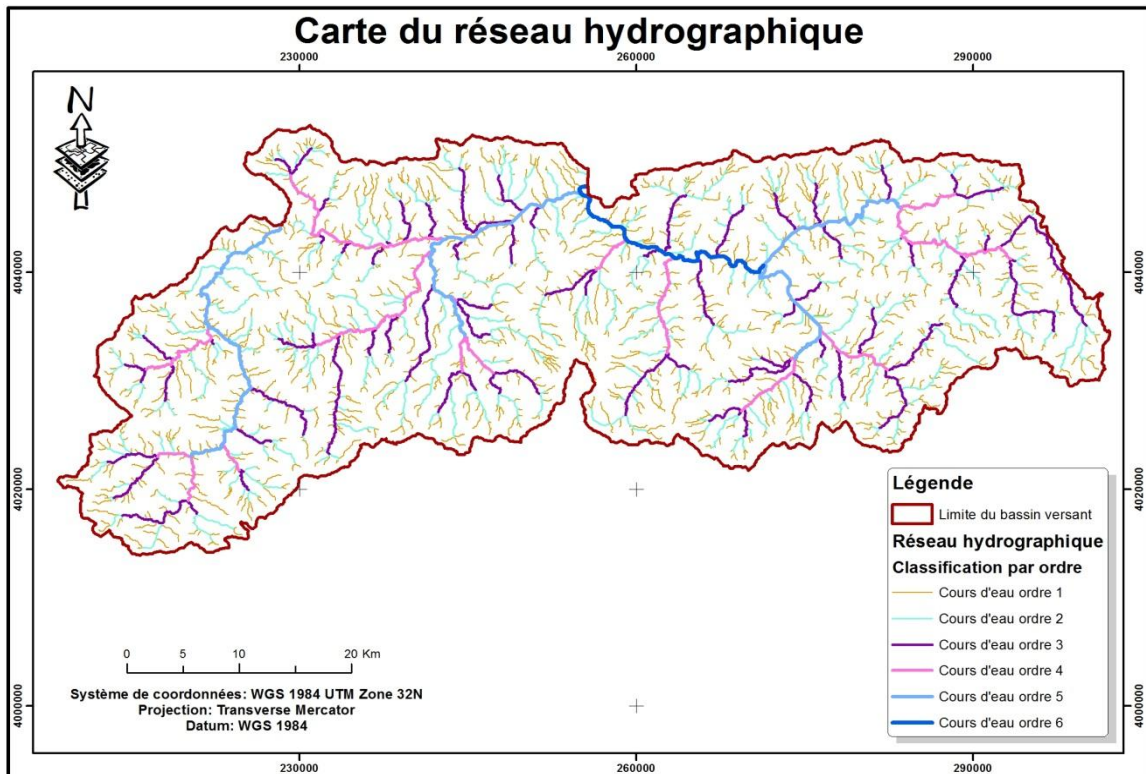 Carte du réseau hydrographique
230000 260000 290000
N
4040000 4040000
4020000 4020000
4000000 4000000
Légende
Limite du bassin versant
Réseau hydrographique
Classification par ordre
Cours d'eau ordre 1
Cours d'eau ordre 2
Cours d'eau ordre 3
Cours d'eau ordre 4
Cours d'eau ordre 5
Cours d'eau ordre 6
0 5 10 20 Km
Système de coordonnées: WGS 1984 UTM Zone 32N
Projection: Transverse Mercator
Datum: WGS 1984
230000 260000 290000